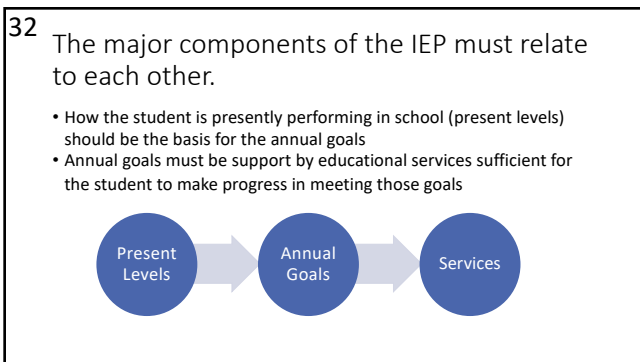 32
The major components of the IEP must relate
to each other.
• How the student is presently performing in school (present levels)
should be the basis for the annual goals
• Annual goals must be support by educational services sufficient for
the student to make progress in meeting those goals
Present
Levels
Annual
Goals
Services